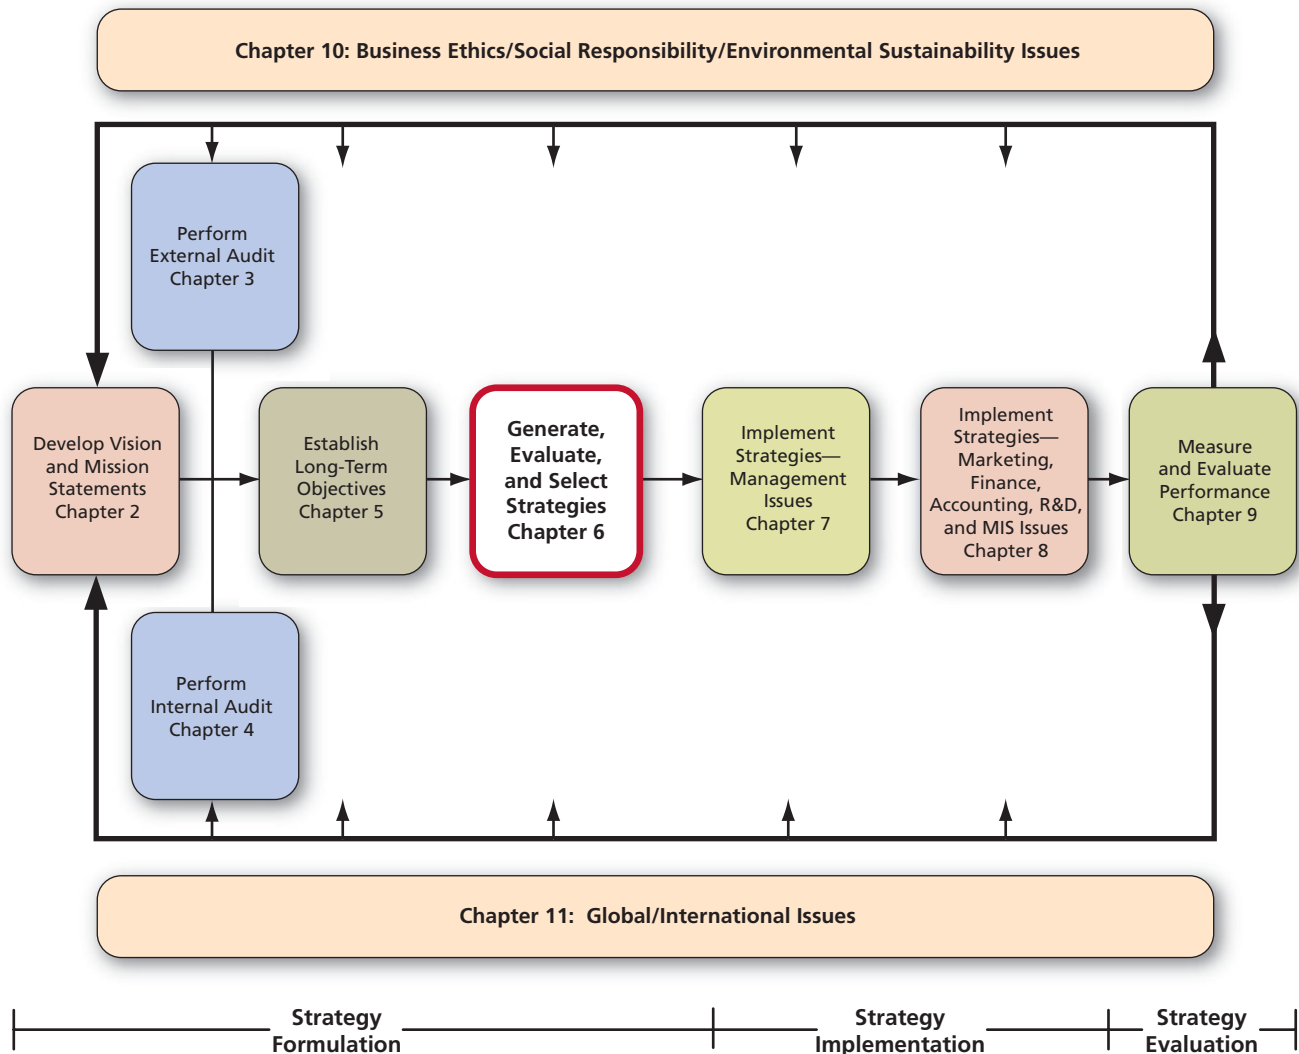 Chapter 10: Business Ethics/Social Responsibility/Environmental Sustainability Issues
Perform
External Audit
Chapter 3
Develop Vision
and Mission
Statements
Chapter 2
Establish
Long-Term
Objectives
Chapter 5
Generate,
Evaluate,
and Select
Strategies
Chapter 6
Implement
Strategies—
Management
Issues
Chapter 7
Implement
Strategies—
Marketing,
Finance,
Accounting, R&D,
and MIS Issues
Chapter 8
Measure
and Evaluate
Performance
Chapter 9
Perform
Internal Audit
Chapter 4
Chapter 11: Global/International Issues
Strategy
Formulation
Strategy
Implementation
Strategy
Evaluation